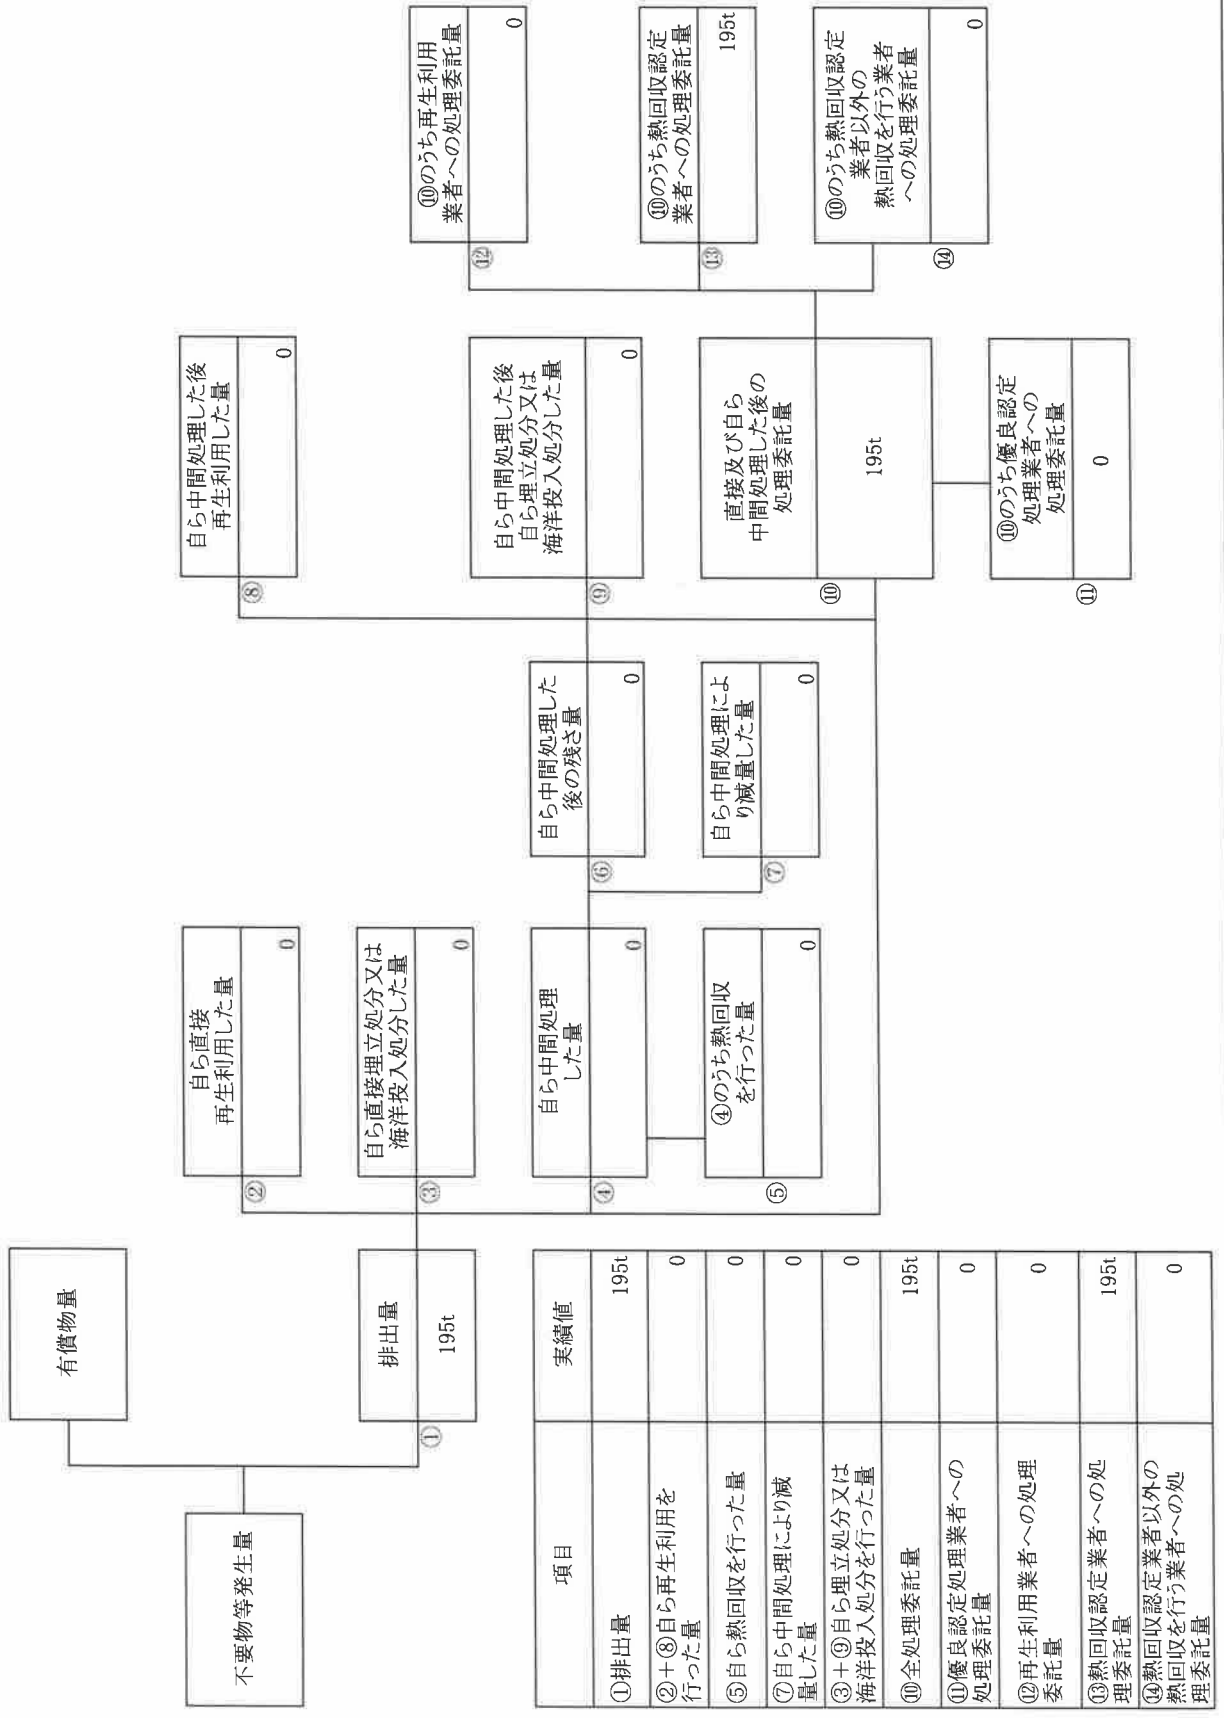 不要物等発生量
有償物量
①
排出量
195t
②
自ら直接
再生利用した量
0
③
自ら直接埋立処分又は
海洋投入処分した量
0
④
自ら中間処理
した量
0
⑤
④のうち熱回収
を行った量
0
⑥
自ら中間処理した
後の残さ量
0
⑦
自ら中間処理によ
り減量した量
0
⑧
自ら中間処理した後
再生利用した量
0
⑨
自ら中間処理した後
自ら埋立処分又は
海洋投入処分した量
0
⑩
直接及び自ら
中間処理した後の
処理委託量
195t
⑪
⑩のうち優良認定
処理業者への
処理委託量
0
⑫
⑩のうち再生利用
業者への処理委託量
0
⑬
⑩のうち熱回収認定
業者への処理委託量
195t
⑭
⑩のうち熱回収認定
業者以外の
熱回収を行う業者
への処理委託量
0
項目 実績値
①排出量 195t
②+⑧自ら再生利用を
行った量 0
⑤自ら熱回収を行った量 0
⑦自ら中間処理により減
量した量 0
③+⑨自ら埋立処分又は
海洋投入処分を行った量 0
⑩全処理委託量 195t
⑪優良認定処理業者への
処理委託量 0
⑫再生利用業者への処理
委託量 0
⑬熱回収認定業者への処
理委託量 195t
⑭熱回収認定業者以外の
熱回収を行う業者への処
理委託量 0